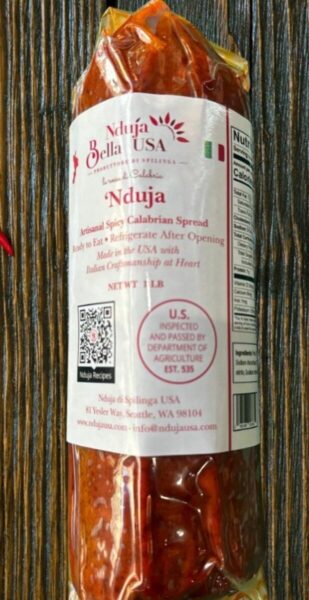 Nduja
Bella USA
PRODUTTORI DI SPILINGA
'Nduja
Artisanal Spicy Calabrian Spread
Ready to Eat • Refrigerate After Opening
Made in the USA with
Italian Craftsmanship at Heart
NET WT 1 LB
U.S.
INSPECTED
AND PASSED BY
DEPARTMENT OF
AGRICULTURE
EST. 535
Nduja Recipes
Nduja di Spilinga USA
81 Yesler Way, Seattle, WA 98104
www.ndujausa.com - info@ndujausa.com
Nutri
Calori
Ingredients: